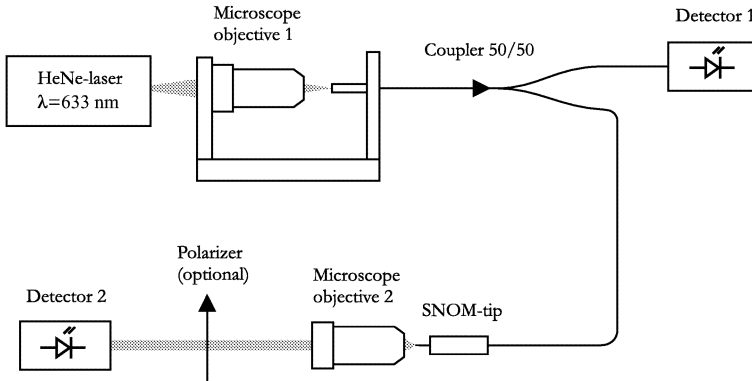 Microscope
objective 1
Detector 1
Coupler 50/50
HeNe-laser
λ=633 nm
Polarizer
(optional)
Microscope
objective 2
Detector 2
SNOM-tip